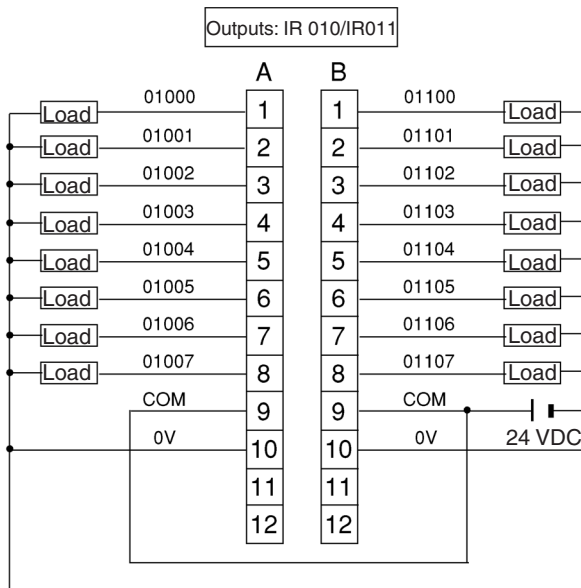 Outputs: IR 010/IR011
A B
01000 1 1 01100
Load Load
01001 2 2 01101
Load Load
01002 3 3 01102
Load Load
01003 4 4 01103
Load Load
01004 5 5 01104
Load Load
01005 6 6 01105
Load Load
01006 7 7 01106
Load Load
01007 8 8 01107
Load Load
COM 9 9 COM
0V 10 10 0V 24 VDC
11 11
12 12